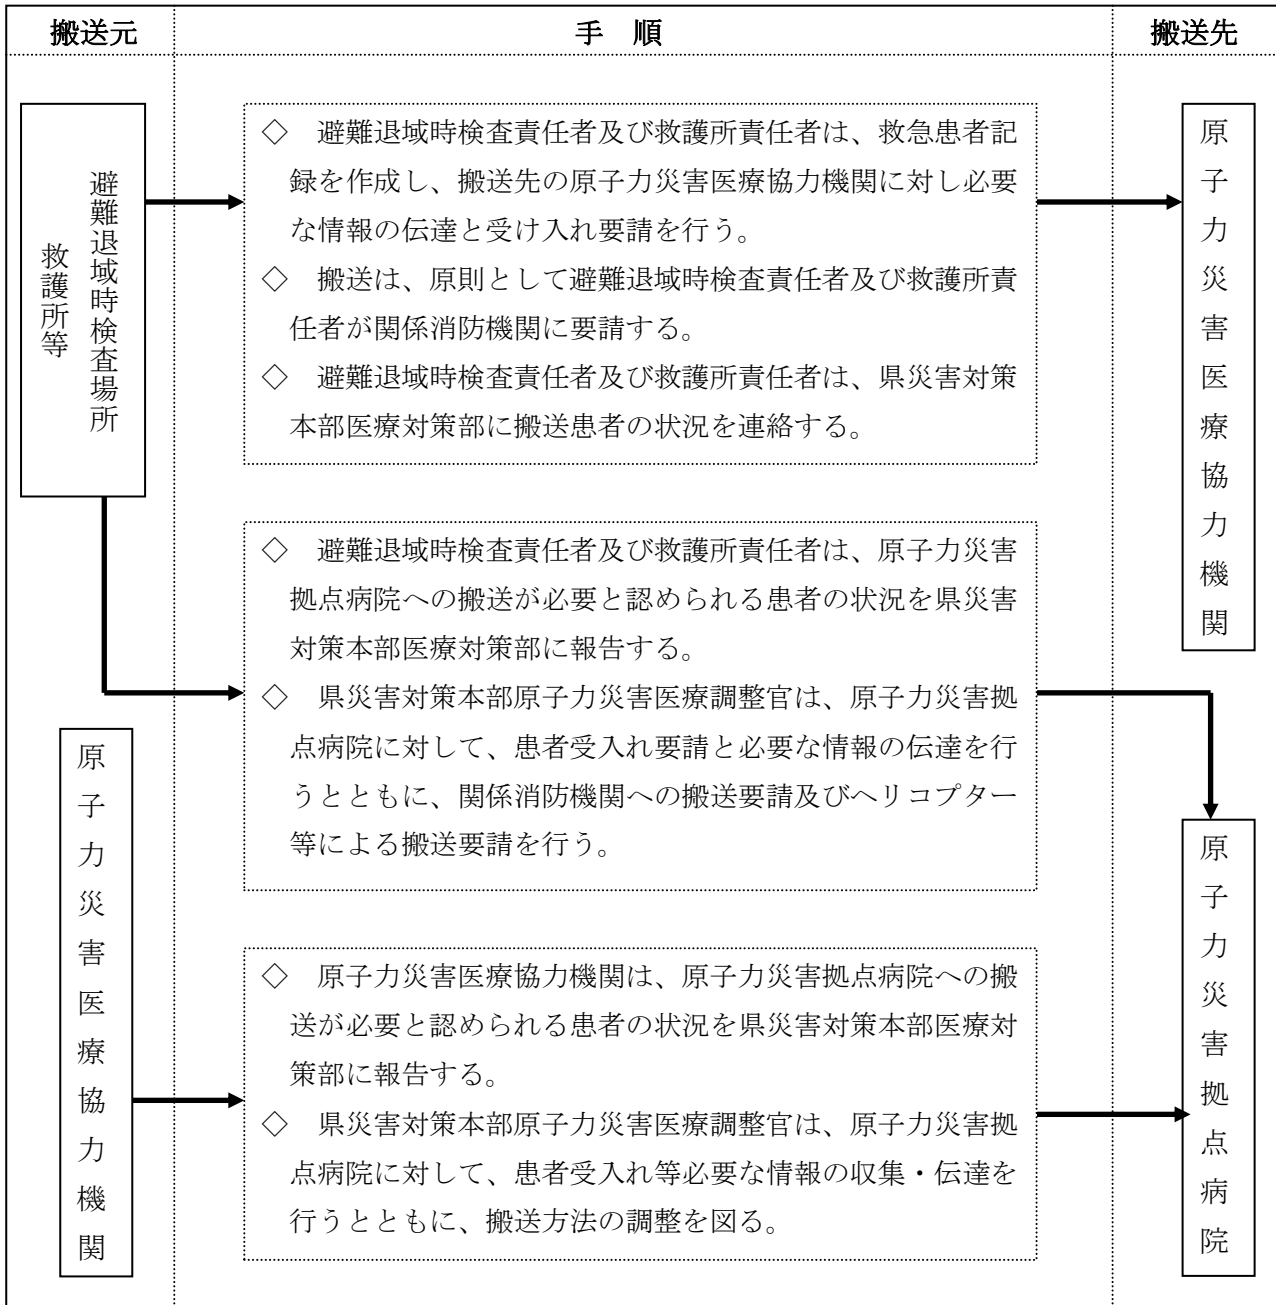 搬送元
手　順
搬送先
避難退域時検査場所
救護所等
◇　避難退域時検査責任者及び救護所責任者は、救急患者記
録を作成し、搬送先の原子力災害医療協力機関に対し必要
な情報の伝達と受け入れ要請を行う。
◇　搬送は、原則として避難退域時検査責任者及び救護所責
任者が関係消防機関に要請する。
◇　避難退域時検査責任者及び救護所責任者は、県災害対策
本部医療対策部に搬送患者の状況を連絡する。
原子力災害医療協力機関
◇　避難退域時検査責任者及び救護所責任者は、原子力災害
拠点病院への搬送が必要と認められる患者の状況を県災害
対策本部医療対策部に報告する。
◇　県災害対策本部原子力災害医療調整官は、原子力災害拠
点病院に対して、患者受入れ要請と必要な情報の伝達を行
うとともに、関係消防機関への搬送要請及びヘリコプター
等による搬送要請を行う。
原子力災害医療協力機関
◇　原子力災害医療協力機関は、原子力災害拠点病院への搬
送が必要と認められる患者の状況を県災害対策本部医療対
策部に報告する。
◇　県災害対策本部原子力災害医療調整官は、原子力災害拠
点病院に対して、患者受入れ等必要な情報の収集・伝達を
行うとともに、搬送方法の調整を図る。
原子力災害拠点病院